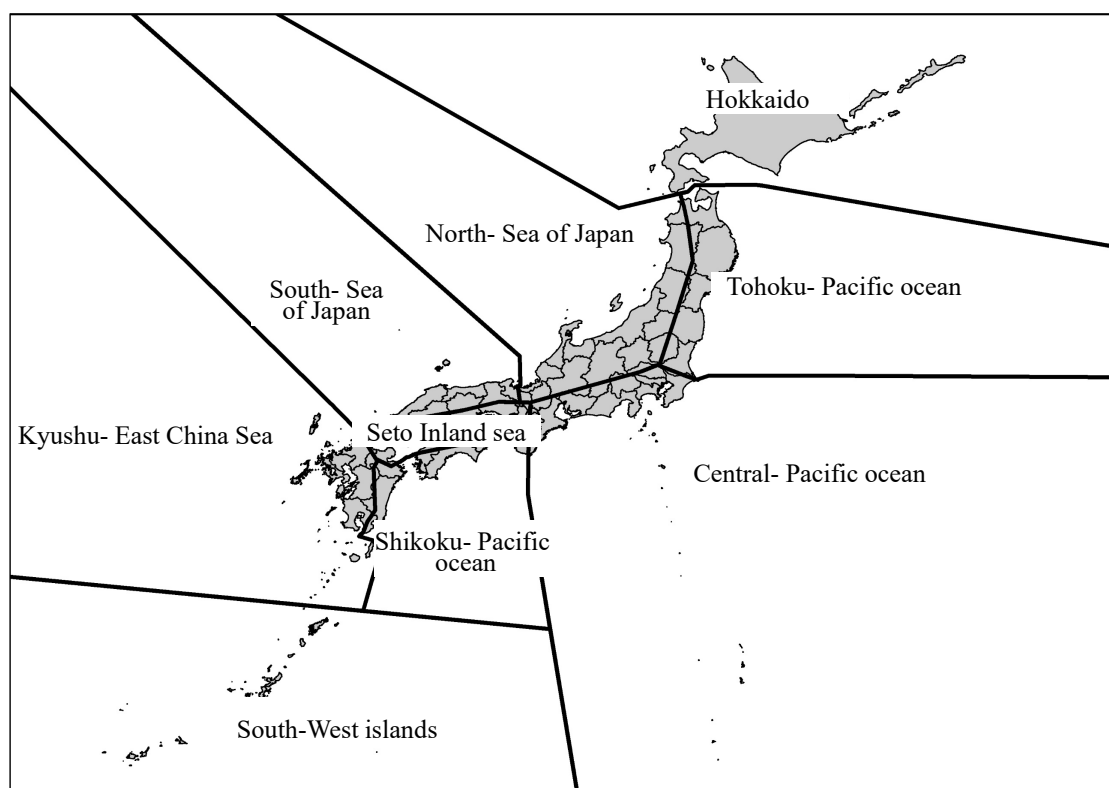 Hokkaido
North- Sea of Japan
South- Sea
of Japan
Tohoku- Pacific ocean
Kyushu- East China Sea
Seto Inland sea
Central- Pacific ocean
Shikoku- Pacific
ocean
South-West islands